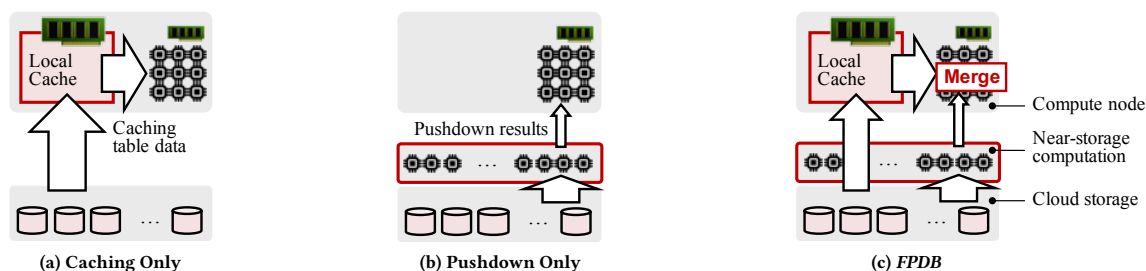 Local
Cache
Caching
table data
...
(a) Caching Only
Pushdown results
...
...
(b) Pushdown Only
Local
Cache
Merge
Compute node
...
Near-storage
computation
...
Cloud storage
(c) FPDB